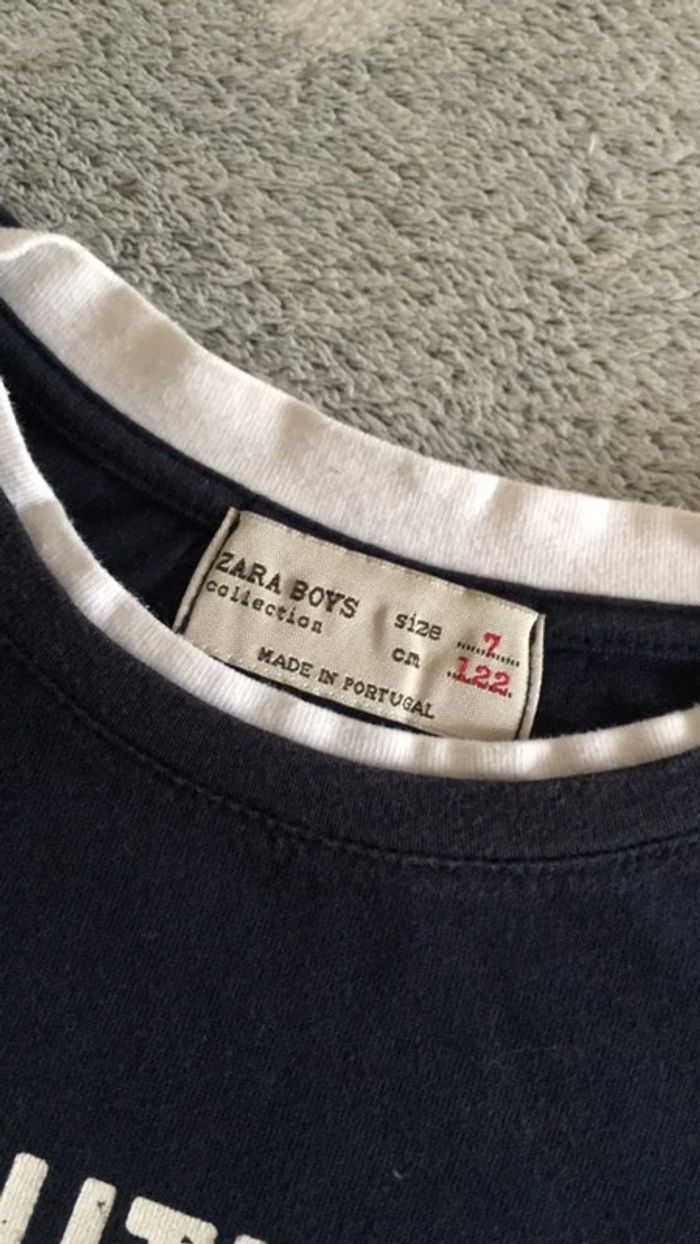 ZARA BOYS
collection
size 7
cm 122
MADE IN PORTUGAL